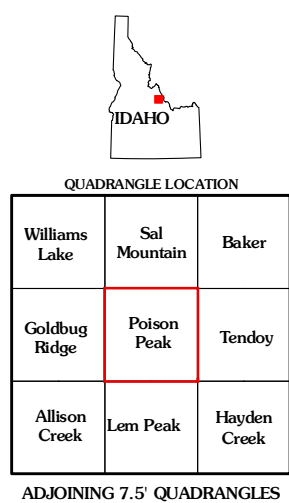 IDAHO
QUADRANGLE LOCATION
Williams
Lake
Sal
Mountain
Baker
Goldbug
Ridge
Poison
Peak
Tendoy
Allison
Creek
Lem Peak
Hayden
Creek
ADJOINING 7.5' QUADRANGLES